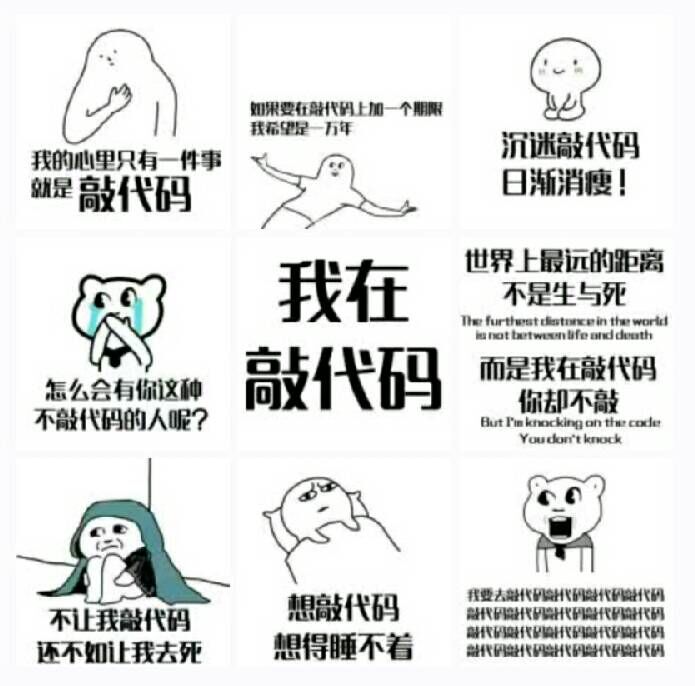 我的心里只有一件事
就是 敲代码
如果要在敲代码上加一个期限
我希望是一万年
沉迷敲代码
日渐消瘦！
怎么会有你这种
不敲代码的人呢？
我在
敲代码
世界上最远的距离
不是生与死
The furthest distance in the world
is not between life and death
而是我在敲代码
你却不敲
But I'm knocking on the code
You don't knock
不让我敲代码
还不如让我去死
想敲代码
想得睡不着
我要去敲代码敲代码敲代码敲代码
敲代码敲代码敲代码敲代码敲代码
敲代码敲代码敲代码敲代码敲代码
敲代码敲代码敲代码敲代码敲代码